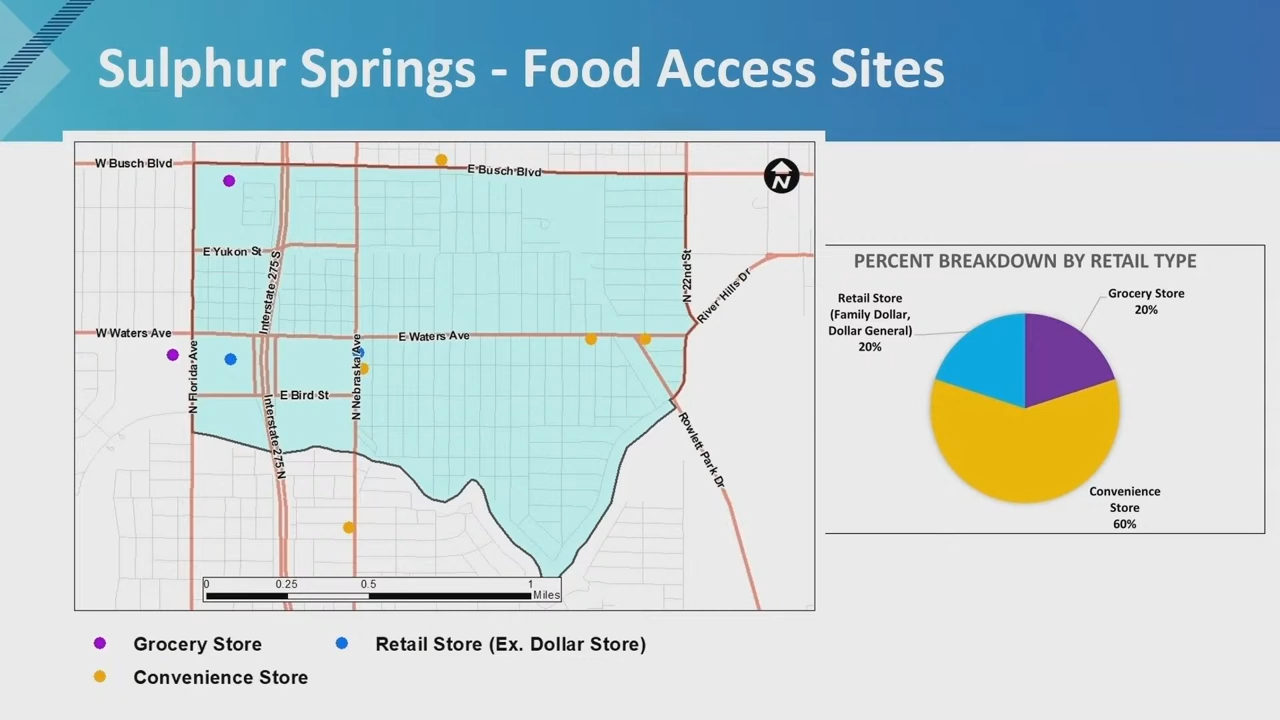 Sulphur Springs - Food Access Sites
W Busch Blvd
E Busch Blvd
N
E Yukon St
Interstate 275 S
N 22nd St
River Hills Dr
W Waters Ave
E Waters Ave
N Florida Ave
N Nebraska Ave
E Bird St
Interstate 275 N
Rowlett Park Dr
0 0.25 0.5 1
Miles
Grocery Store
Retail Store (Ex. Dollar Store)
Convenience Store
PERCENT BREAKDOWN BY RETAIL TYPE
Retail Store
(Family Dollar,
Dollar General)
20%
Grocery Store
20%
Convenience
Store
60%